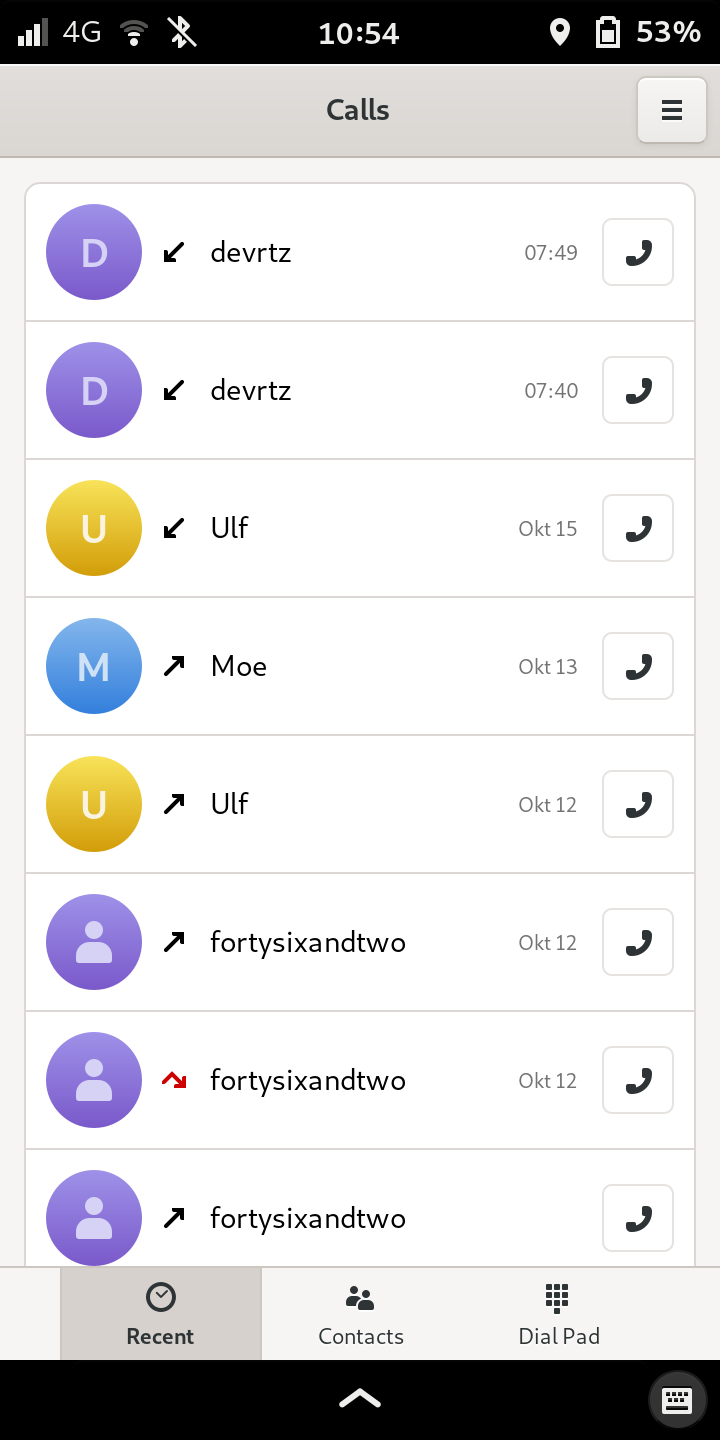 4G 10:54 53%
Calls
D devrtz 07:49
D devrtz 07:40
U Ulf Okt 15
M Moe Okt 13
U Ulf Okt 12
fortysixandtwo Okt 12
fortysixandtwo Okt 12
fortysixandtwo
Recent Contacts Dial Pad